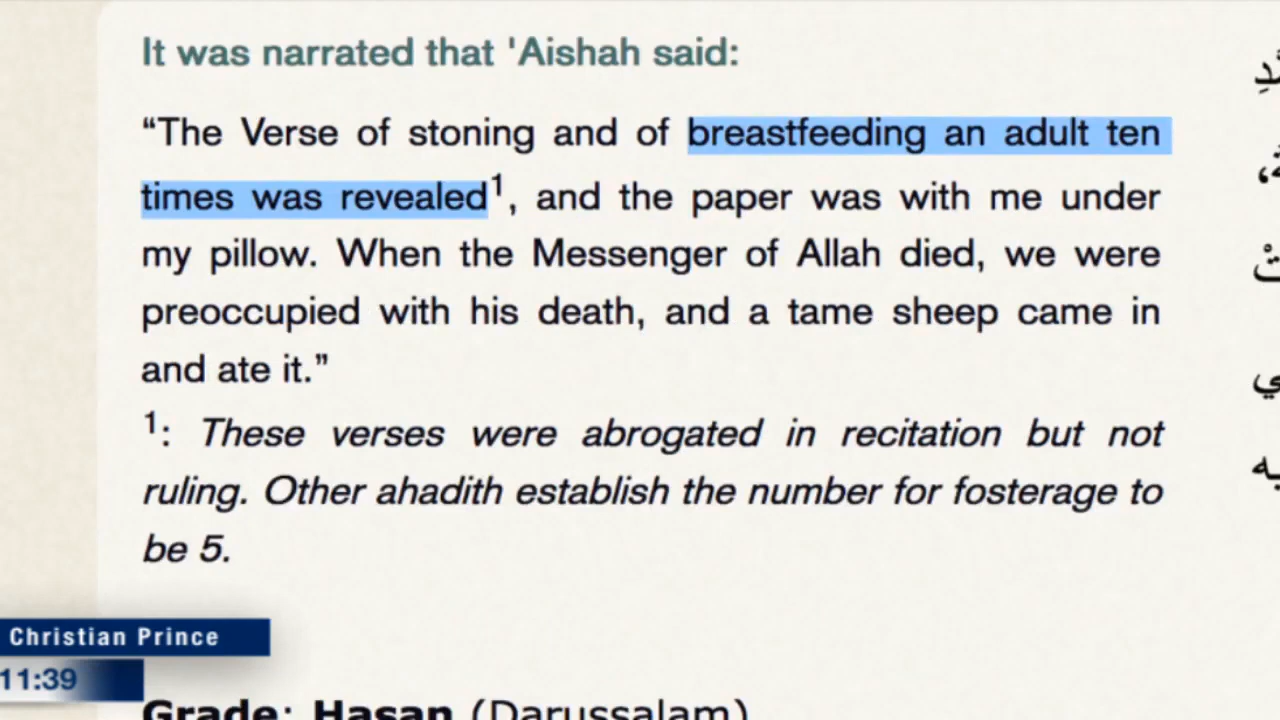 It was narrated that 'Aishah said:
“The Verse of stoning and of breastfeeding an adult ten
times was revealed¹, and the paper was with me under
my pillow. When the Messenger of Allah died, we were
preoccupied with his death, and a tame sheep came in
and ate it.”
¹: These verses were abrogated in recitation but not
ruling. Other ahadith establish the number for fosterage to
be 5.
Christian Prince
11:39
Grade: Hasan (Darussalam)